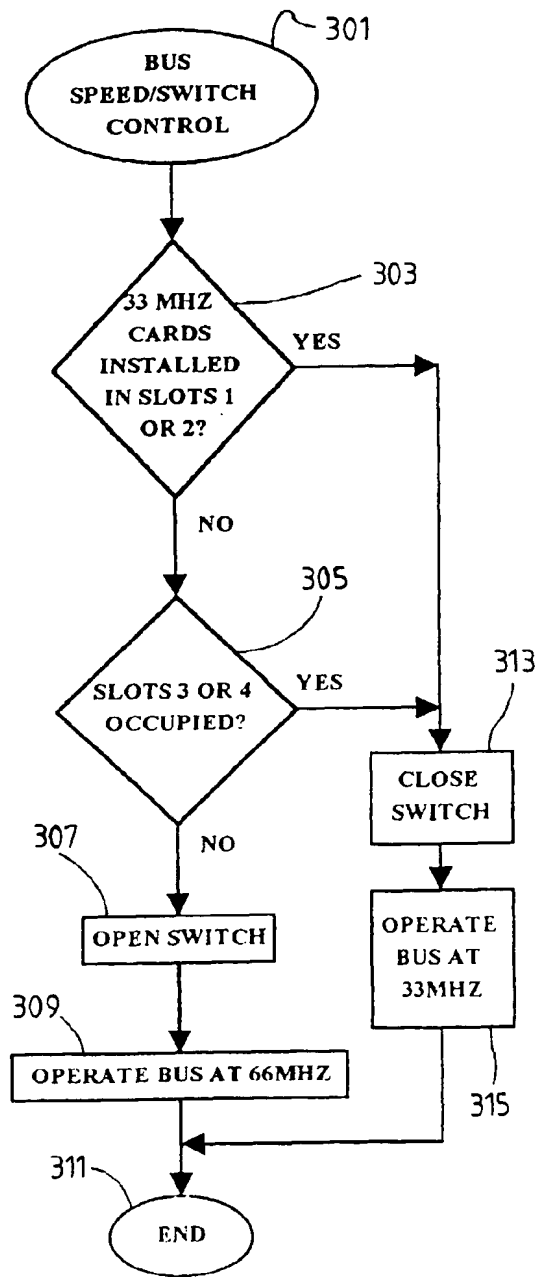 301
BUS
SPEED/SWITCH
CONTROL
303
33 MHZ
CARDS
INSTALLED
IN SLOTS 1
OR 2?
YES
NO
305
SLOTS 3 OR 4
OCCUPIED?
YES
313
CLOSE
SWITCH
307
NO
OPEN SWITCH
OPERATE
BUS AT
33MHZ
309
OPERATE BUS AT 66MHZ
315
311
END